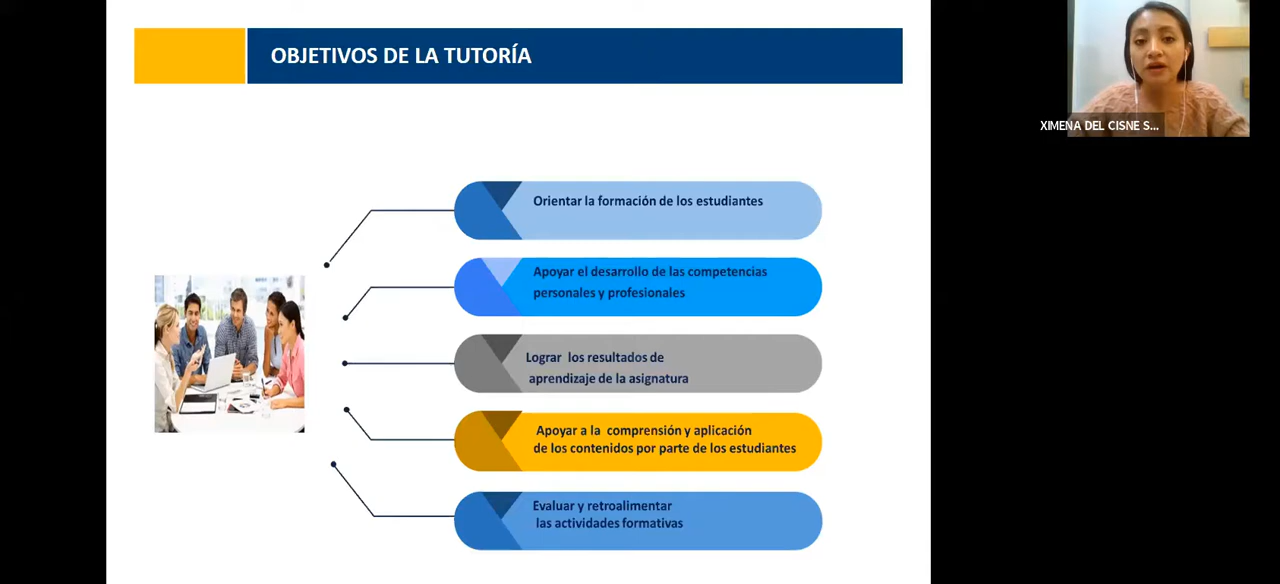 OBJETIVOS DE LA TUTORÍA
XIMENA DEL CISNE S...
Orientar la formación de los estudiantes
Apoyar el desarrollo de las competencias
personales y profesionales
Lograr los resultados de
aprendizaje de la asignatura
Apoyar a la comprensión y aplicación
de los contenidos por parte de los estudiantes
Evaluar y retroalimentar
las actividades formativas